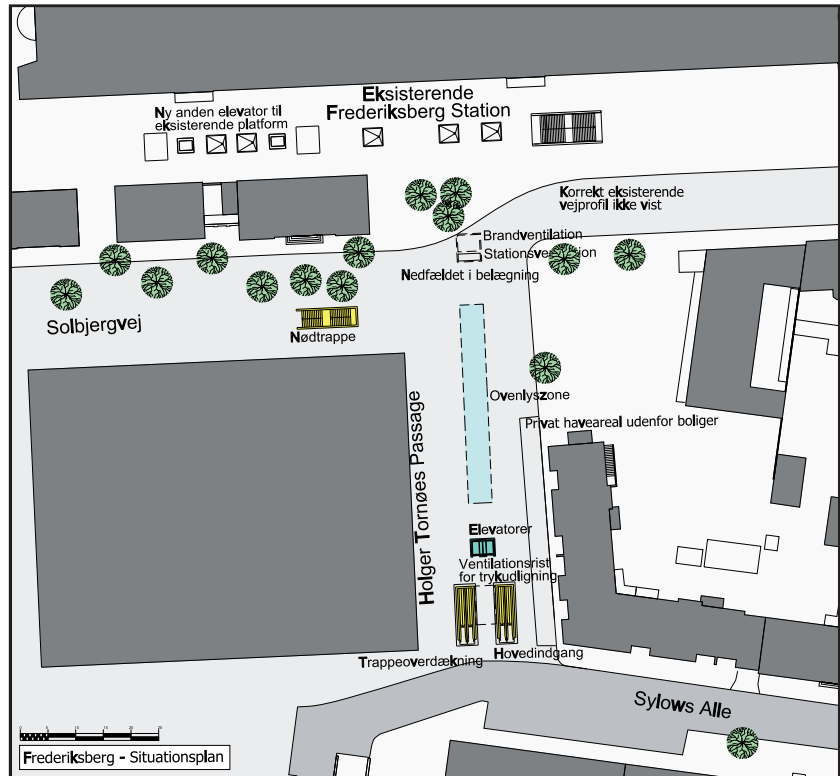 Eksisterende
Frederiksberg Station
Ny anden elevator til
eksisterende platform
Korrekt eksisterende
vejprofil ikke vist
Brandventilation
Nedfældet i belægning
Solbjergvej
Nødtrappe
Ovenlyszone
Privat haveareal udenfor boliger
Holger Tornøes Passage
Elevatorer
Ventilationsrist
for trykudligning
Trappeoverdækning
Hovedindgang
Sylows Alle
Frederiksberg - Situationsplan